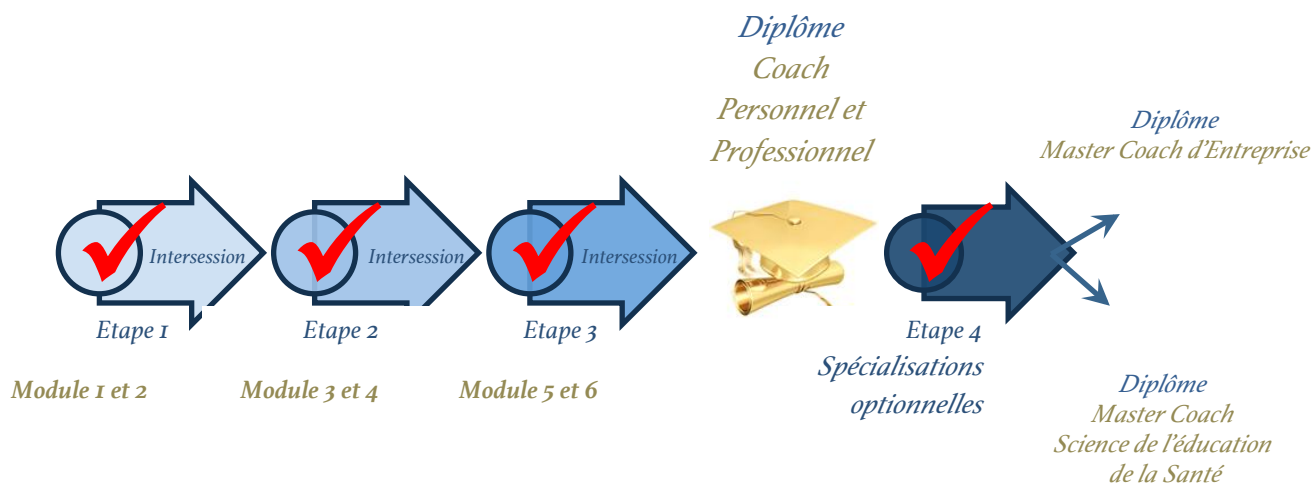 Diplôme
Coach
Personnel et
Professionnel
Diplôme
Master Coach d'Entreprise
Intersession
Intersession
Intersession
Etape 1
Etape 2
Etape 3
Etape 4
Spécialisations
optionnelles
Module 1 et 2
Module 3 et 4
Module 5 et 6
Diplôme
Master Coach
Science de l'éducation
de la Santé